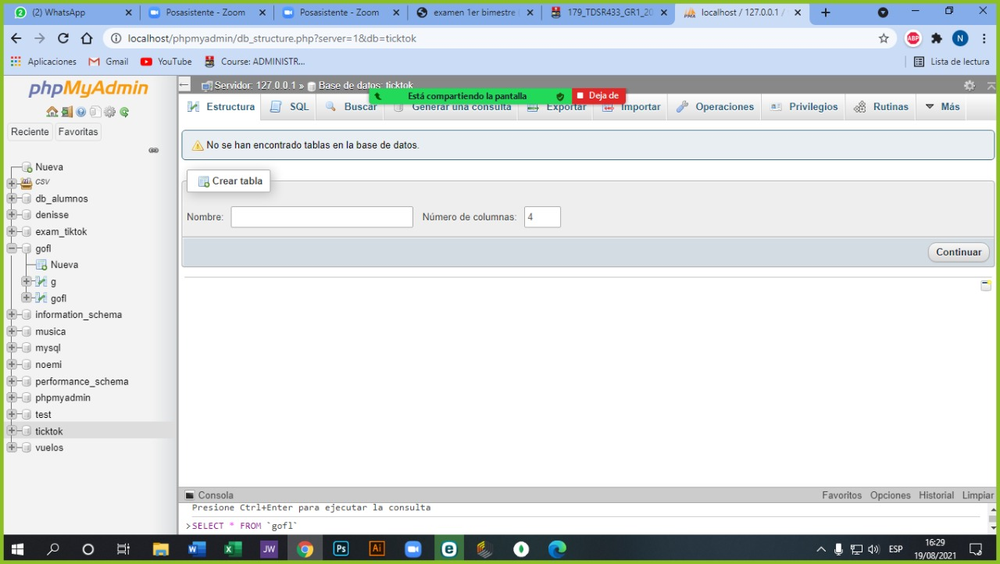 (2) WhatsApp
Posasistente - Zoom
Posasistente - Zoom
examen 1er bimestre
179_TDSR433_GR1_20
localhost / 127.0.0.1 /
localhost/phpmyadmin/db_structure.php?server=1&db=ticktok
ABP
N
Aplicaciones
Gmail
YouTube
Course: ADMINISTR...
Lista de lectura
phpMyAdmin
Reciente
Favoritas
Nueva
CSV
db_alumnos
denisse
exam_tiktok
gofl
Nueva
g
gofl
information_schema
musica
mysql
noemi
performance_schema
phpmyadmin
test
ticktok
vuelos
Servidor: 127.0.0.1 » Base de datos: ticktok
Está compartiendo la pantalla
Deja de
Estructura
SQL
Buscar
Generar una consulta
Exportar
Importar
Operaciones
Privilegios
Rutinas
Más
No se han encontrado tablas en la base de datos.
Crear tabla
Nombre:
Número de columnas: 4
Continuar
Consola
Favoritos Opciones Historial Limpiar
Presione Ctrl+Enter para ejecutar la consulta
>SELECT * FROM `gofl`
JW
Ps
Ai
ESP
16:29
19/08/2021